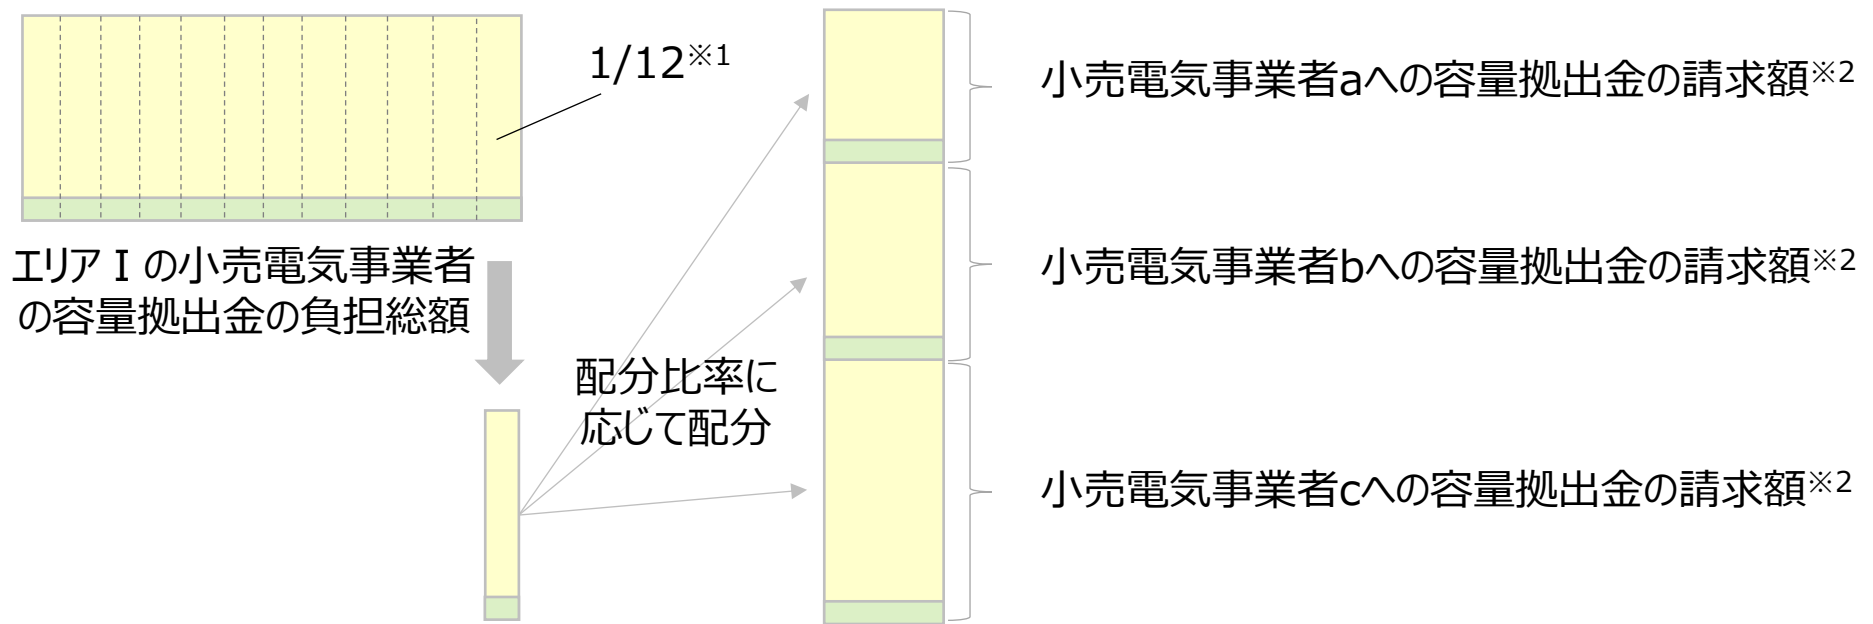 1/12※1
小売電気事業者aへの容量拠出金の請求額※2
エリアⅠの小売電気事業者
の容量拠出金の負担総額
小売電気事業者bへの容量拠出金の請求額※2
配分比率に
応じて配分
小売電気事業者cへの容量拠出金の請求額※2